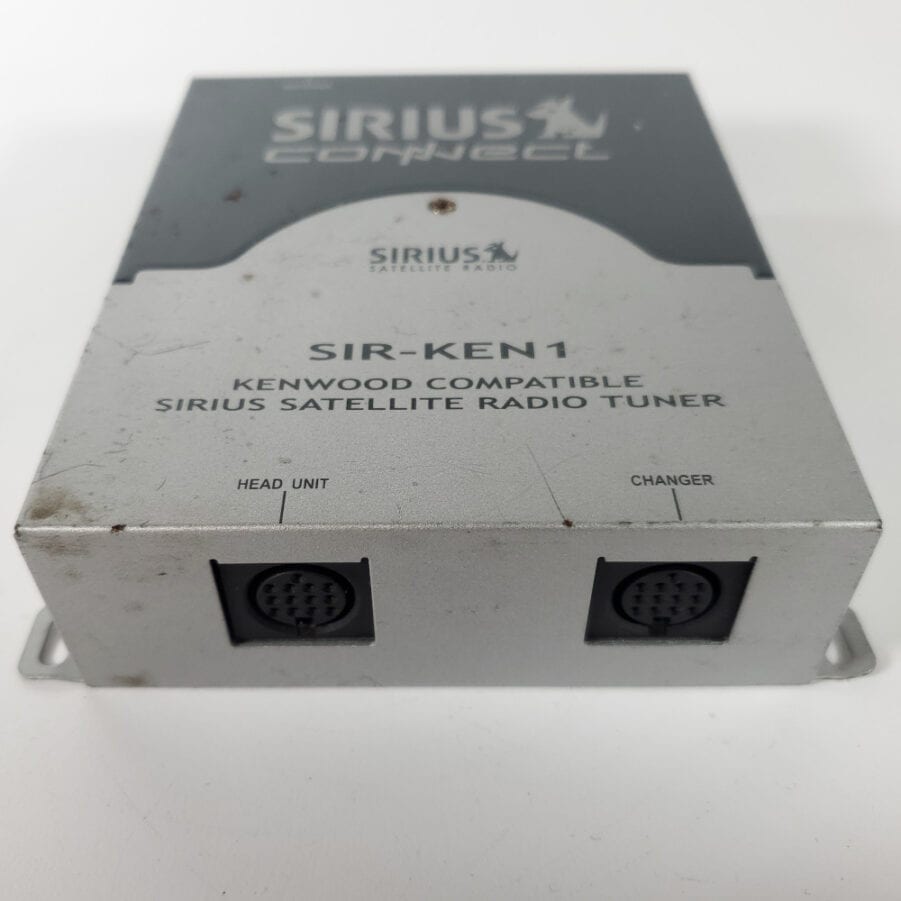 SIRIUS
CONNECT
SIRIUS
SATELLITE RADIO
SIR-KEN1
KENWOOD COMPATIBLE
SIRIUS SATELLITE RADIO TUNER
HEAD UNIT
CHANGER